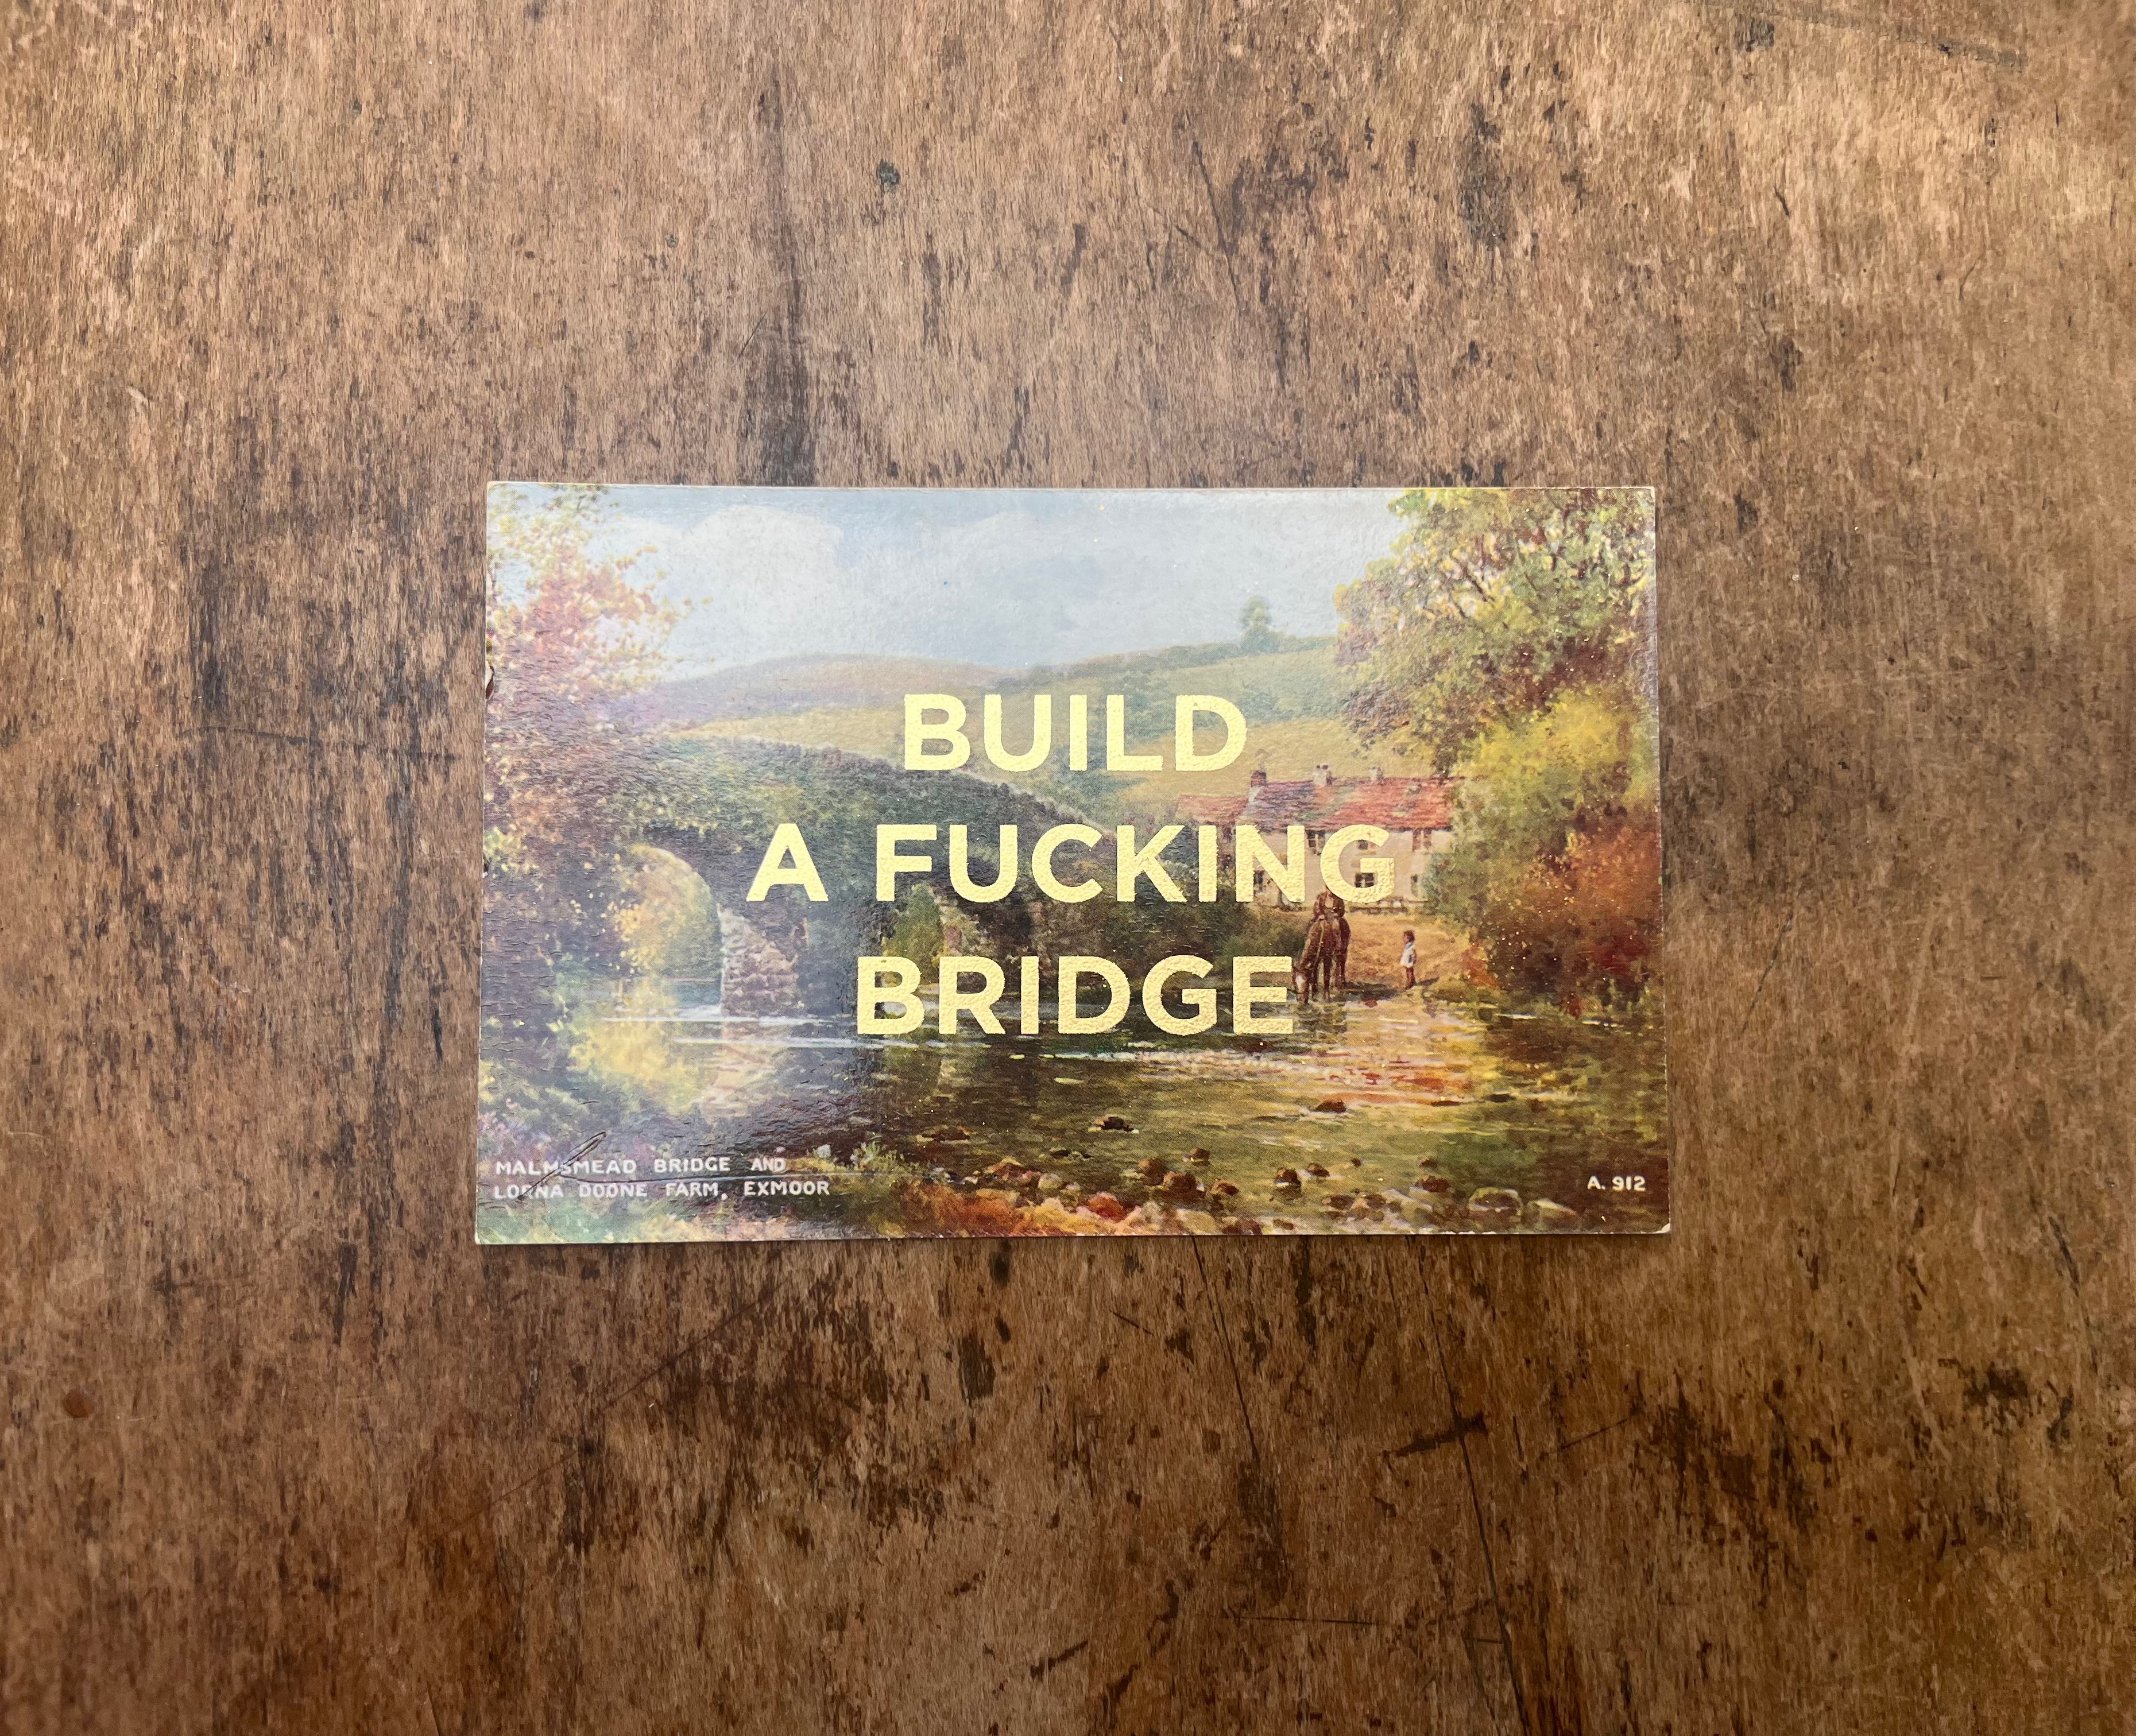 BUILD
A FUCKING
BRIDGE
MALMSMEAD BRIDGE AND
LORNA DOONE FARM, EXMOOR
A. 912